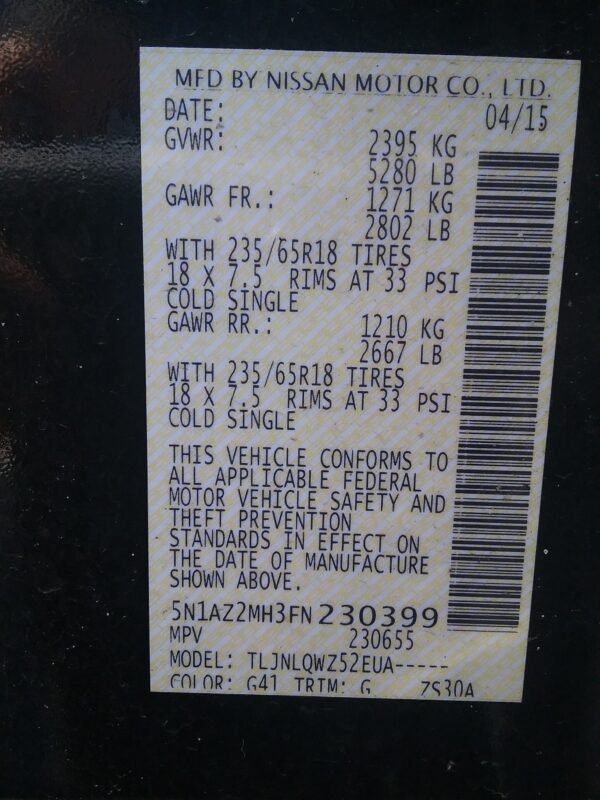 MFD BY NISSAN MOTOR CO., LTD.
DATE: 04/15
GVWR: 2395 KG
5280 LB
GAWR FR.: 1271 KG
2802 LB
WITH 235/65R18 TIRES
18 X 7.5 RIMS AT 33 PSI
COLD SINGLE
GAWR RR.: 1210 KG
2667 LB
WITH 235/65R18 TIRES
18 X 7.5 RIMS AT 33 PSI
COLD SINGLE
THIS VEHICLE CONFORMS TO
ALL APPLICABLE FEDERAL
MOTOR VEHICLE SAFETY AND
THEFT PREVENTION
STANDARDS IN EFFECT ON
THE DATE OF MANUFACTURE
SHOWN ABOVE.
5N1AZ2MH3FN230399
MPV 230655
MODEL: TLJNLQWZ52EUA-----
COLOR: G41 TRIM: G ZS30A